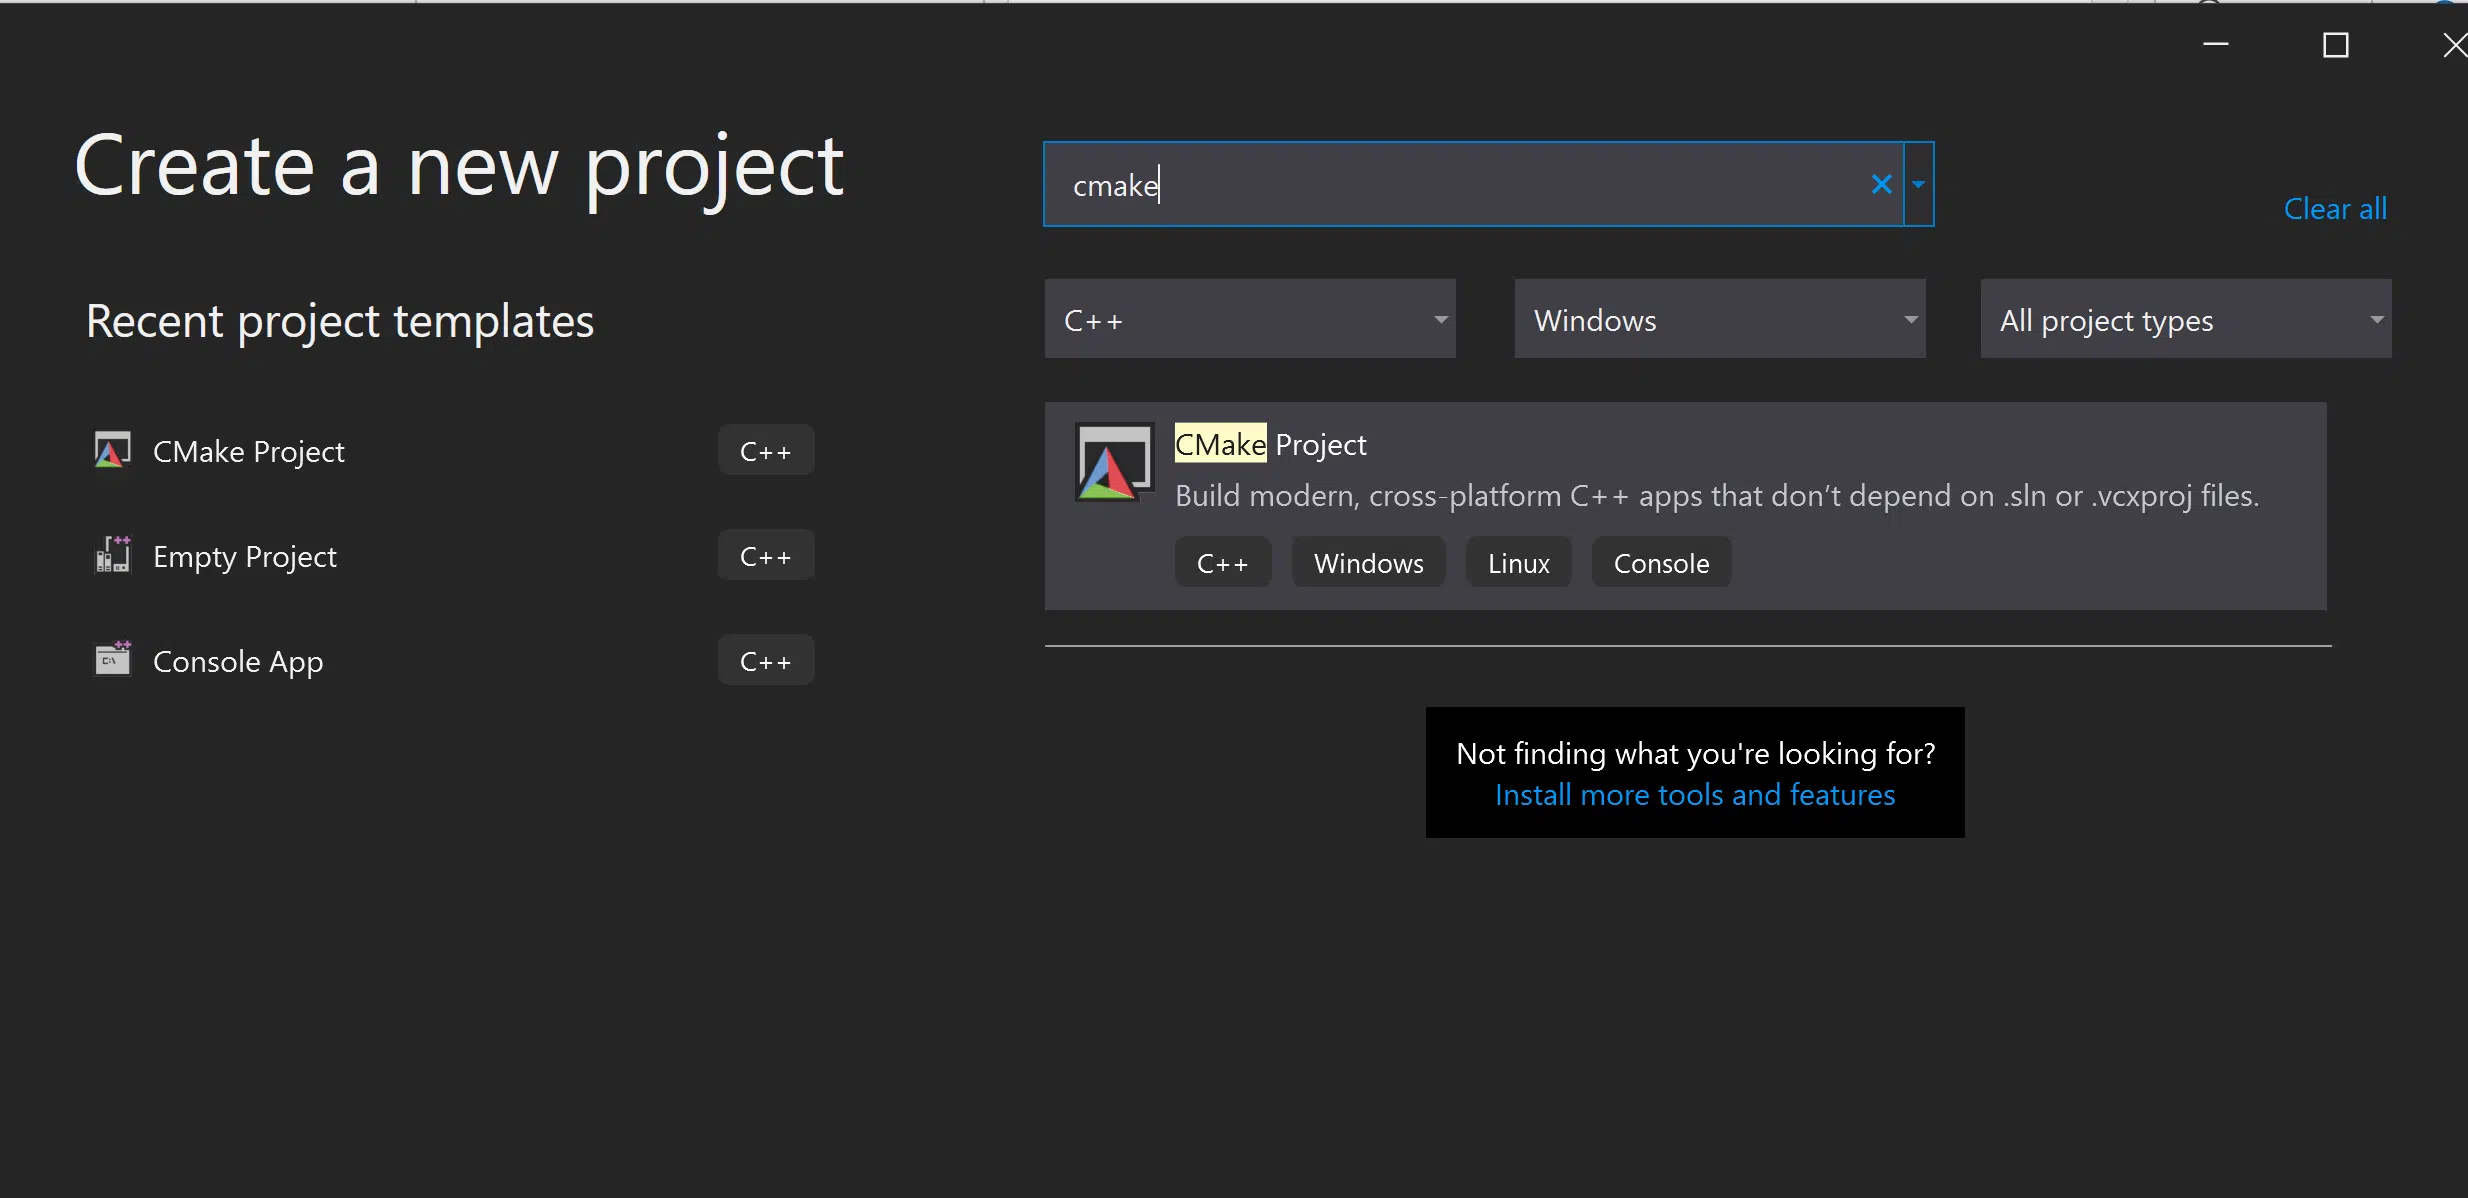 Create a new project
cmake
Clear all
C++
Windows
All project types
Recent project templates
CMake Project
C++
Empty Project
C++
Console App
C++
CMake Project
Build modern, cross-platform C++ apps that don’t depend on .sln or .vcxproj files.
C++
Windows
Linux
Console
Not finding what you're looking for?
Install more tools and features